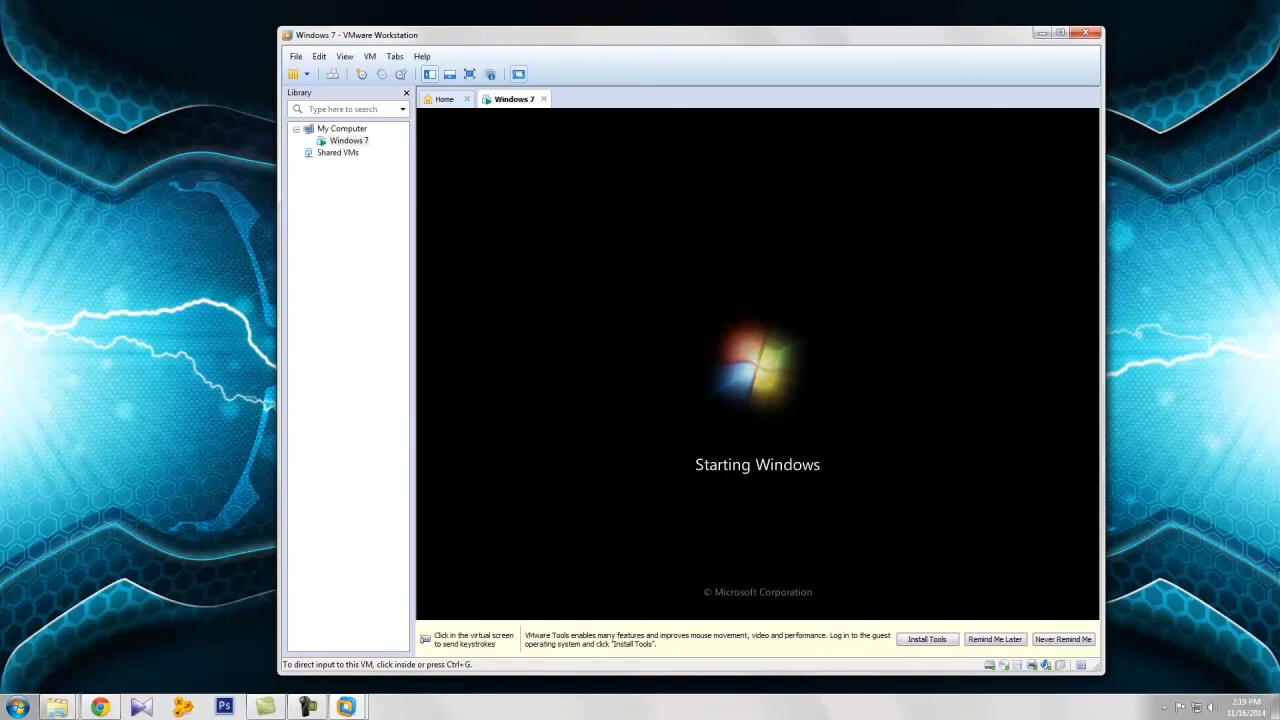 Windows 7 - VMware Workstation
File Edit View VM Tabs Help
Library
Type here to search
My Computer
Windows 7
Shared VMs
Home
Windows 7
Starting Windows
© Microsoft Corporation
Click in the virtual screen
to send keystrokes
VMware Tools enables many features and improves mouse movement, video and performance. Log in to the guest
operating system and click "Install Tools".
Install Tools
Remind Me Later
Never Remind Me
To direct input to this VM, click inside or press Ctrl+G.
Ps
2:19 PM
11/16/2014